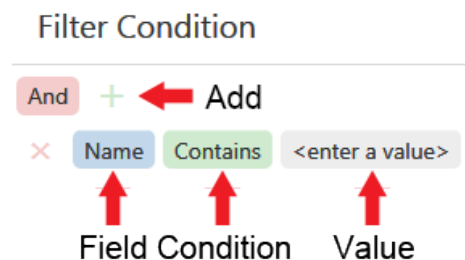 Filter Condition
And + Add
× Name Contains <enter a value>
Field Condition Value